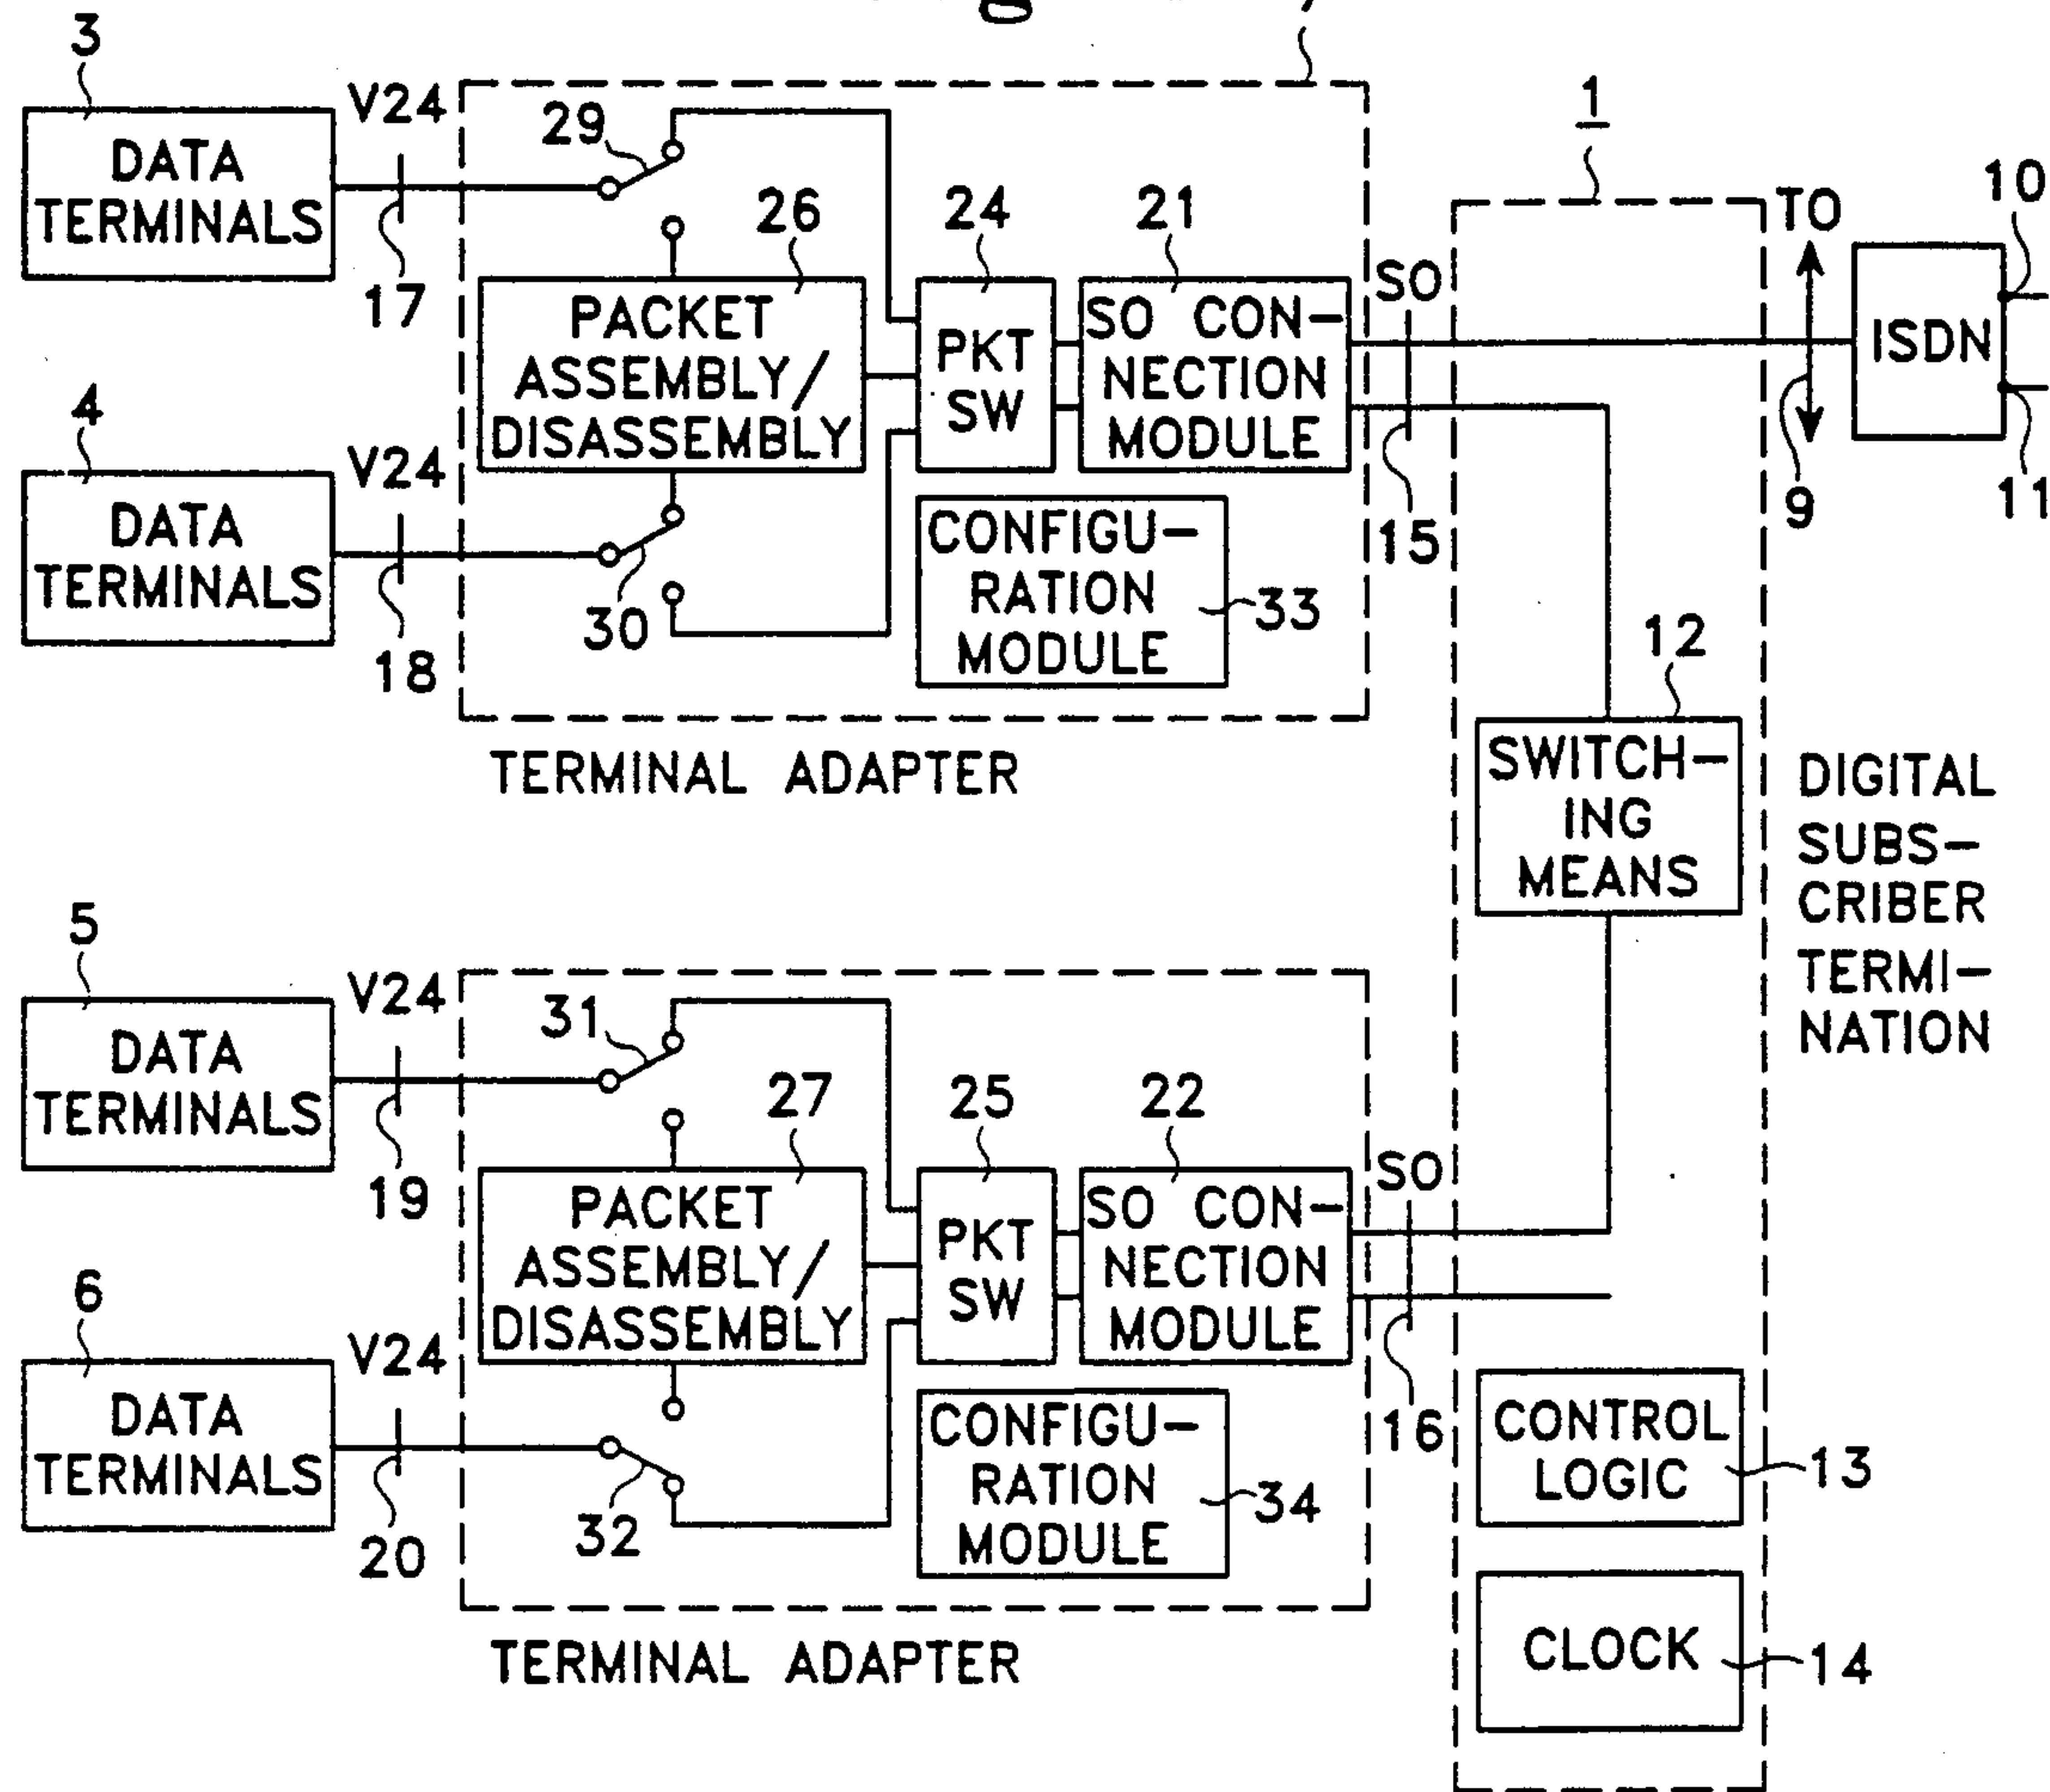 3
DATA
TERMINALS
V24
17
29
26
PACKET
ASSEMBLY/
DISASSEMBLY
24
PKT
SW
21
SO CON-
NECTION
MODULE
SO
15
1
TO
9
ISDN
10
11
4
DATA
TERMINALS
V24
18
30
CONFIGU-
RATION
MODULE
33
TERMINAL ADAPTER
12
SWITCH-
ING
MEANS
DIGITAL
SUBS-
CRIBER
TERMI-
NATION
5
DATA
TERMINALS
V24
19
31
27
PACKET
ASSEMBLY/
DISASSEMBLY
25
PKT
SW
22
SO CON-
NECTION
MODULE
SO
16
6
DATA
TERMINALS
V24
20
32
CONFIGU-
RATION
MODULE
34
TERMINAL ADAPTER
CONTROL
LOGIC
13
CLOCK
14